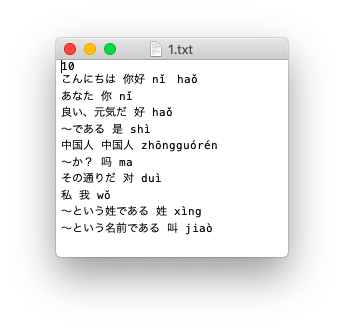 1.txt
10
こんにちは 你好 nǐ　haǒ
あなた 你 nǐ
良い、元気だ 好 haǒ
〜である 是 shì
中国人 中国人 zhōngguórén
〜か？ 吗 ma
その通りだ 对 duì
私 我 wǒ
〜という姓である 姓 xìng
〜という名前である 叫 jiaò